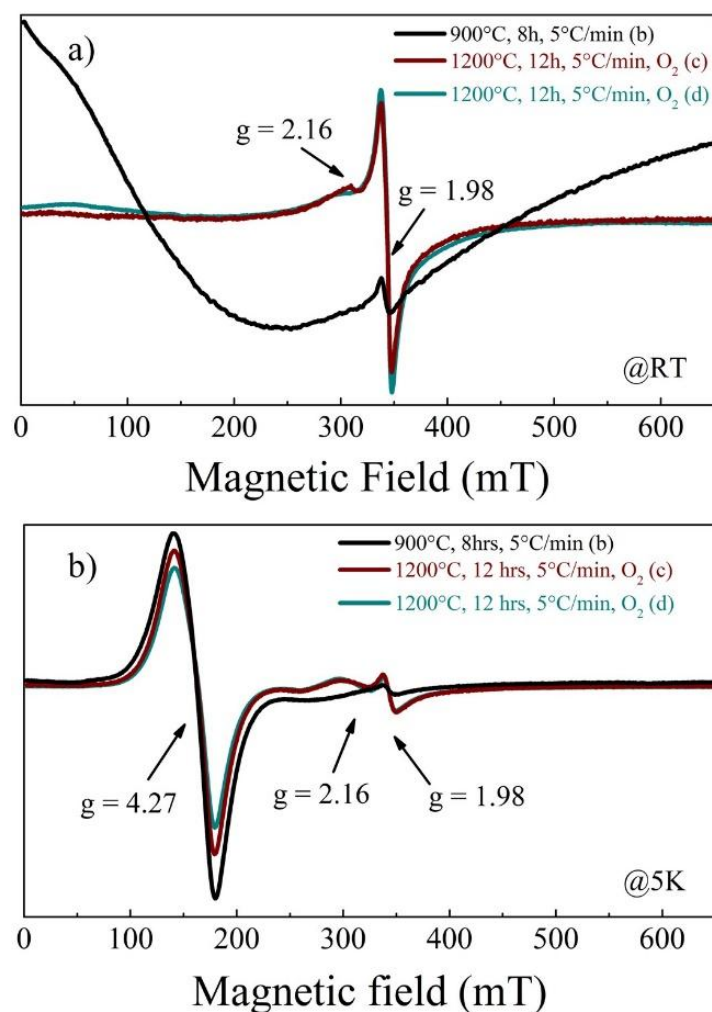 a)
900°C, 8h, 5°C/min (b)
1200°C, 12h, 5°C/min, O₂ (c)
1200°C, 12h, 5°C/min, O₂ (d)
g = 2.16
g = 1.98
@RT
0 100 200 300 400 500 600
Magnetic Field (mT)
b)
900°C, 8hrs, 5°C/min (b)
1200°C, 12 hrs, 5°C/min, O₂ (c)
1200°C, 12 hrs, 5°C/min, O₂ (d)
g = 4.27
g = 2.16
g = 1.98
@5K
0 100 200 300 400 500 600
Magnetic field (mT)